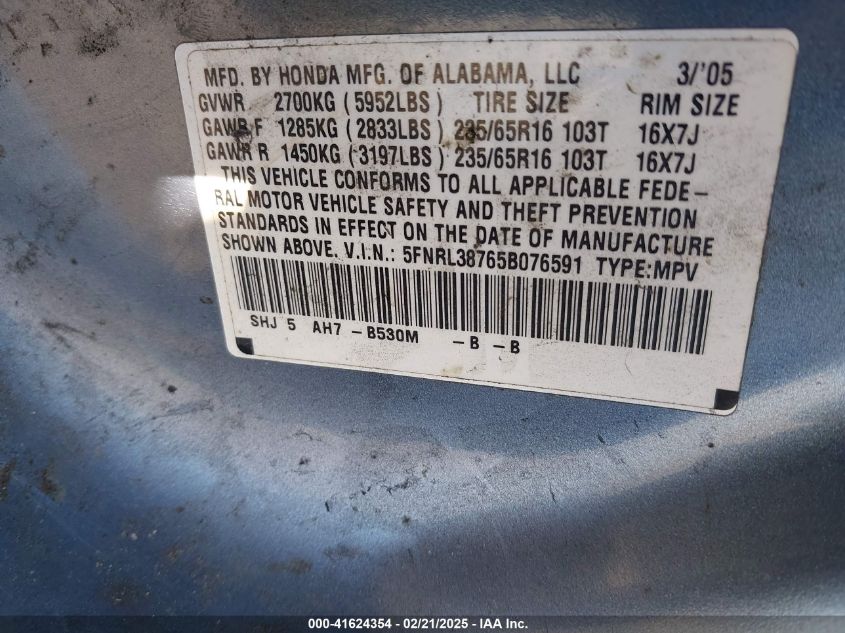 MFD. BY HONDA MFG. OF ALABAMA, LLC 3/'05
GVWR 2700KG (5952LBS) TIRE SIZE RIM SIZE
GAWR F 1285KG (2833LBS) 235/65R16 103T 16X7J
GAWR R 1450KG (3197LBS) 235/65R16 103T 16X7J
THIS VEHICLE CONFORMS TO ALL APPLICABLE FEDE-
RAL MOTOR VEHICLE SAFETY AND THEFT PREVENTION
STANDARDS IN EFFECT ON THE DATE OF MANUFACTURE
SHOWN ABOVE. V.I.N.: 5FNRL38765B076591 TYPE:MPV
SHJ 5 AH7 -B530M -B -B
000-41624354 — 02/21/2025 — IAA Inc.